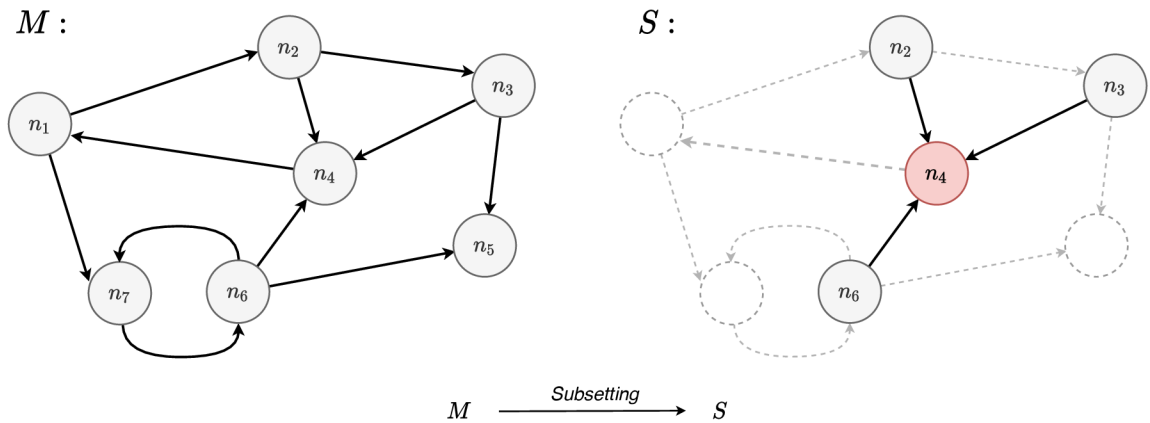 M :
S :
n₂
n₃
n₁
n₄
n₅
n₇
n₆
n₂
n₃
n₄
n₆
Subsetting
M → S